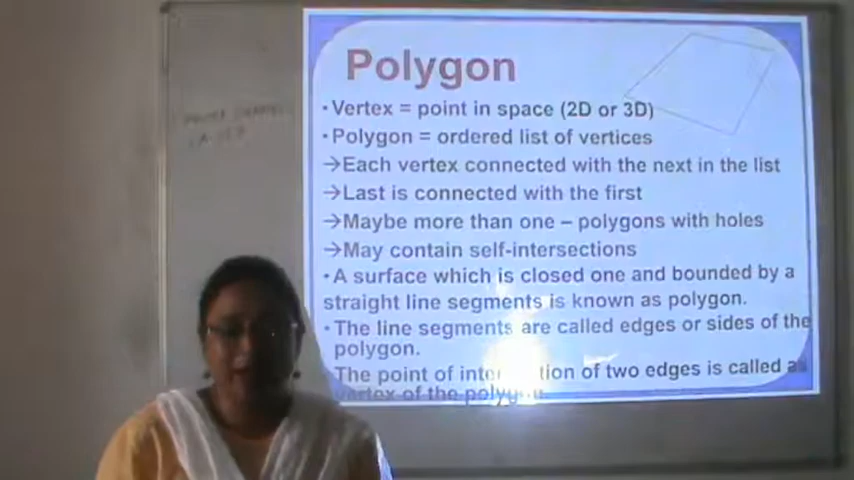 Polygon
•Vertex = point in space (2D or 3D)
•Polygon = ordered list of vertices
→Each vertex connected with the next in the list
→Last is connected with the first
→Maybe more than one – polygons with holes
→May contain self-intersections
•A surface which is closed one and bounded by a
straight line segments is known as polygon.
•The line segments are called edges or sides of the
polygon.
The point of inte tion of two edges is called as
vertex of the polygon.